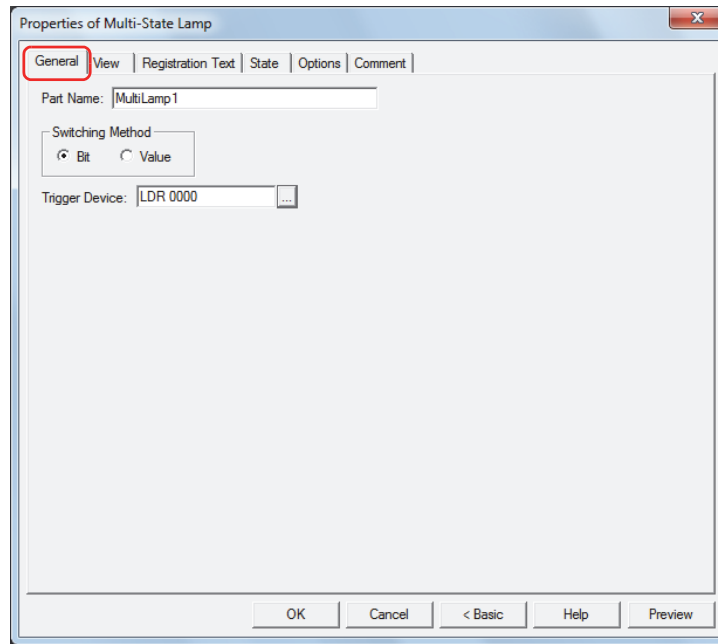 Properties of Multi-State Lamp
General View Registration Text State Options Comment
Part Name: MultiLamp1
Switching Method
Bit Value
Trigger Device: LDR 0000 ...
OK Cancel < Basic Help Preview